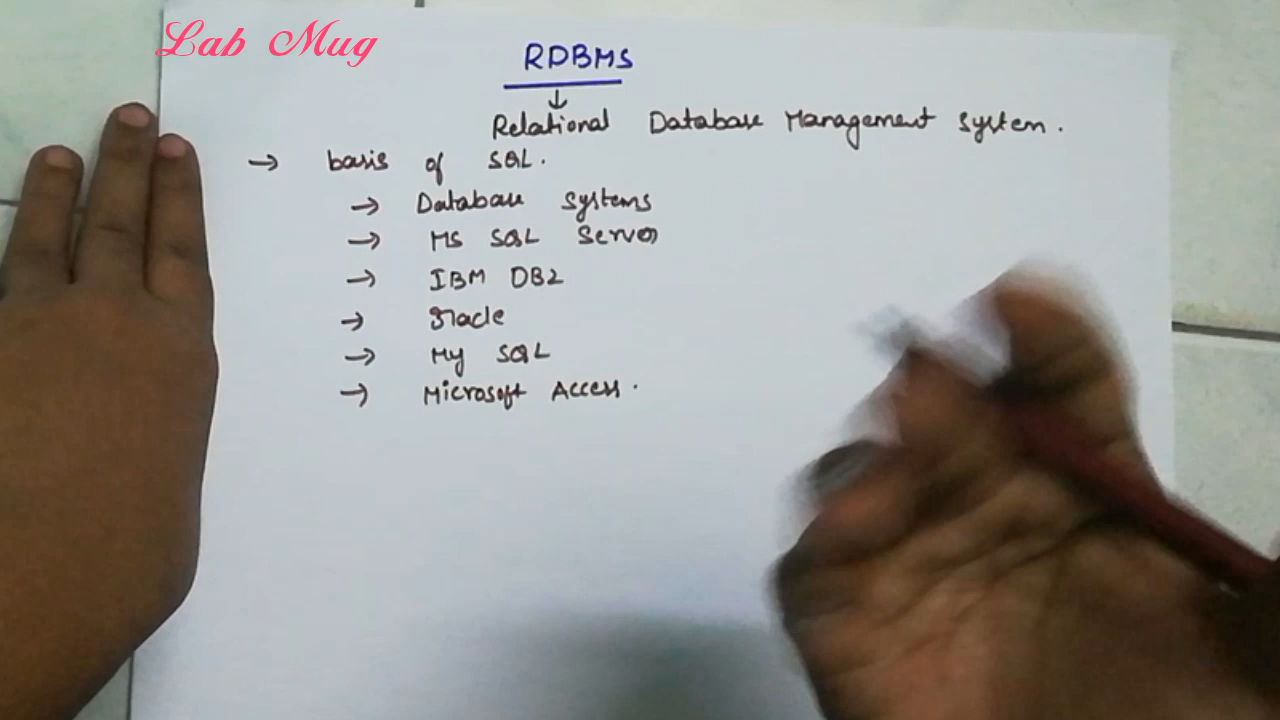 Lab Mug
RDBMS
↓
Relational Database Management System.
→ basis of SQL.
→ Database Systems
→ MS SQL Server
→ IBM DB2
→ Oracle
→ My SQL
→ Microsoft Access.